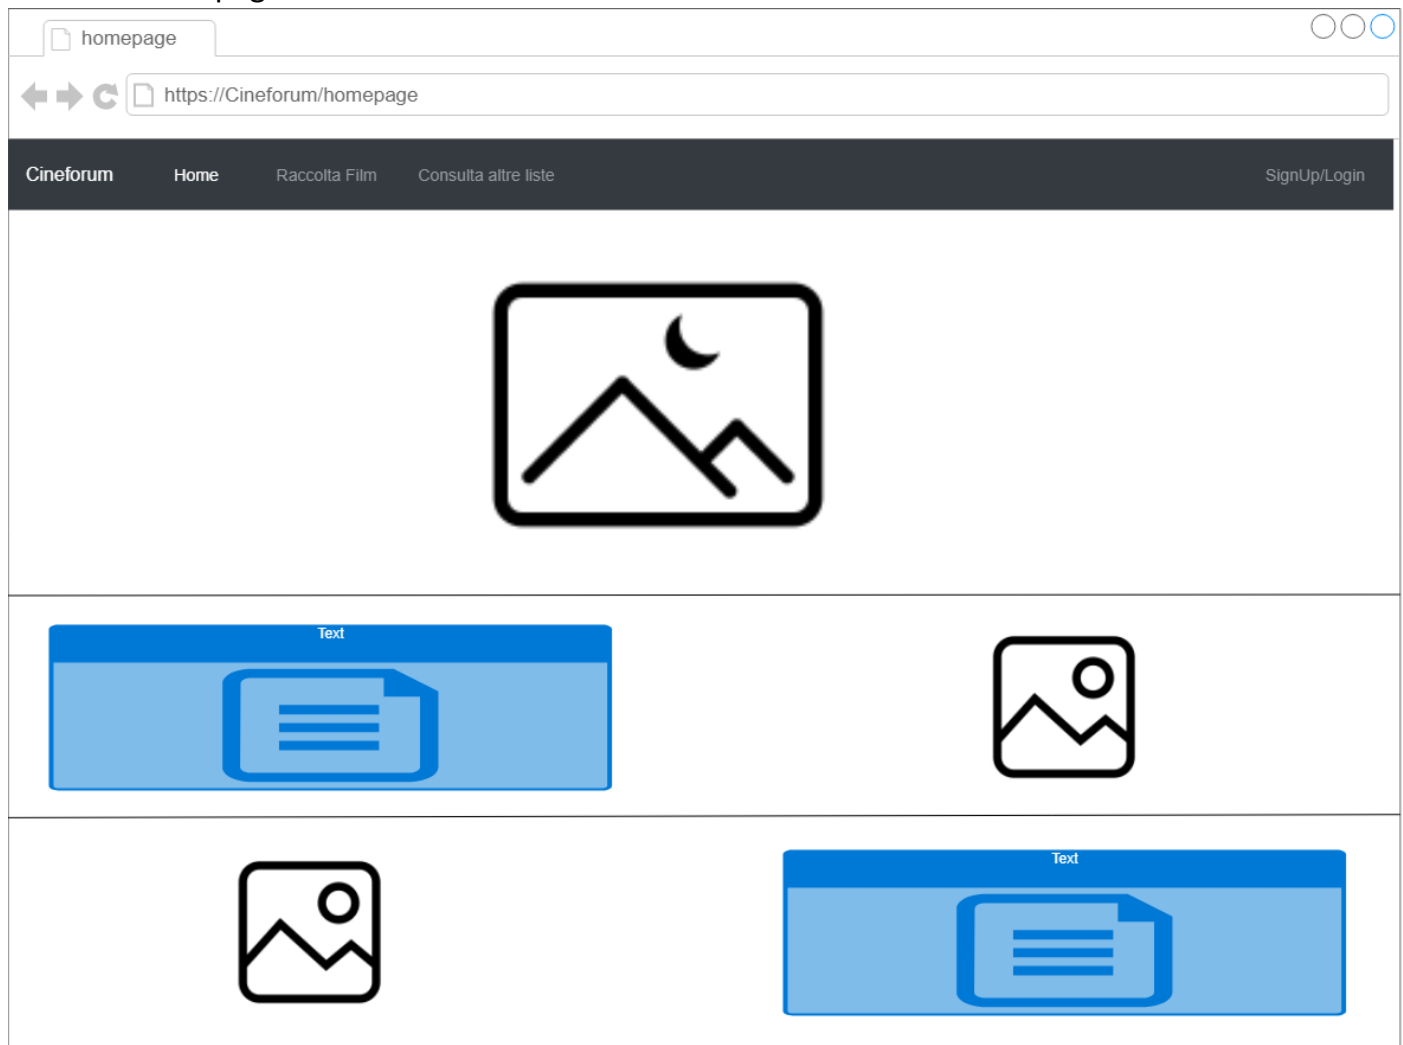 homepage
https://Cineforum/homepage
Cineforum Home Raccolta Film Consulta altre liste SignUp/Login
Text
Text